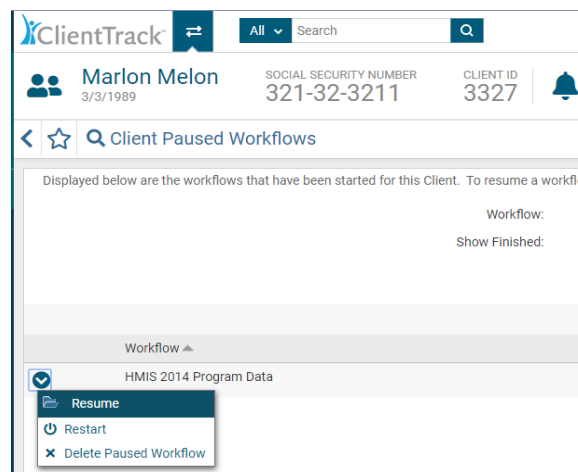 ClientTrack™
All
Search
Marlon Melon
3/3/1989
SOCIAL SECURITY NUMBER
321-32-3211
CLIENT ID
3327
Client Paused Workflows
Displayed below are the workflows that have been started for this Client. To resume a workfl
Workflow:
Show Finished:
Workflow
HMIS 2014 Program Data
Resume
Restart
Delete Paused Workflow